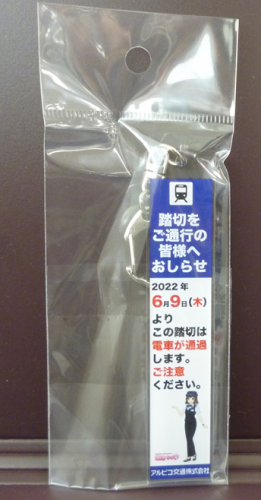 踏切を
ご通行の
皆様へ
おしらせ
2022年
6月9日(木)
より
この踏切は
電車が通過
します。
ご注意
ください。
アルピコ交通株式会社